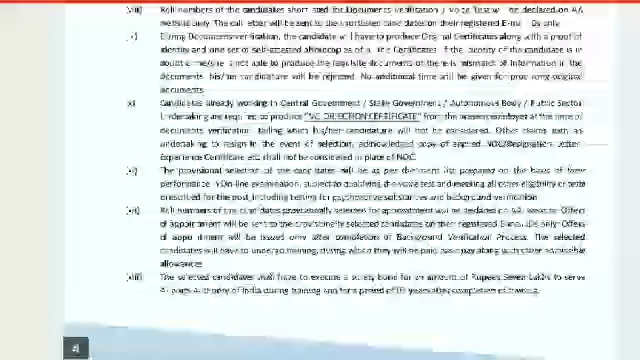 Roll numbers of the candidates short listed for Documents Verification / Voice Test will be declared on AAI
website only. The call letter will be sent to the shortlisted candidates on their registered E-mail IDs only.
During Documents verification, the candidate will have to produce Original Certificates along with a proof of
identity and one set of self-attested photocopies of all the Certificates. If the identity of the candidate is in
doubt or he/she is not able to produce the requisite documents or there is mismatch of information in the
documents, his/her candidature will be rejected. No additional time will be given for producing original
documents.
(x) Candidates already working in Central Government / State Government / Autonomous Body / Public Sector
Undertaking are required to produce "NO OBJECTION CERTIFICATE" from the present employer at the time of
documents verification failing which his/her candidature will not be considered. Other claims such as
undertaking to resign in the event of selection, acknowledged copy of applied NOC/Resignation letter,
Experience Certificate etc. shall not be considered in place of NOC.
(xi) The provisional selection of the candidates will be as per the merit list prepared on the basis of their
performance in On-line examination, subject to qualifying the voice test and meeting all other eligibility criteria
prescribed for the post, including testing for psychoactive substances and background verification
(xii) Roll numbers of the candidates provisionally selected for appointment will be declared on AAI website. Offers
of appointment will be sent to the provisionally selected candidates on their registered E-mail IDs only. Offers
of appointment will be issued only after completion of Background Verification Process. The selected
candidates will have to undergo training, during which they will be paid basic pay along with other admissible
allowances.
(xiii) The selected candidates shall have to execute a surety bond for an amount of Rupees Seven Lakhs to serve
Airports Authority of India during training and for a period of years after completion of training.
4